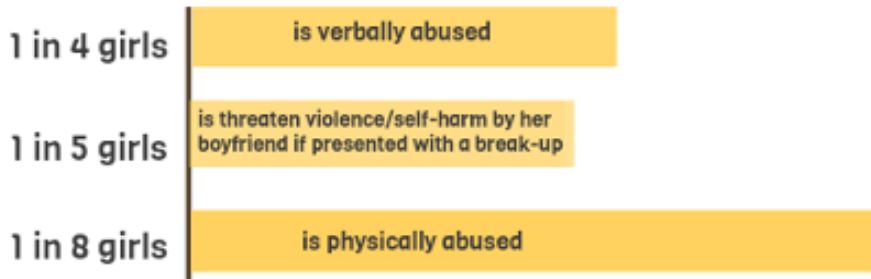 1 in 4 girls
is verbally abused
1 in 5 girls
is threaten violence/self-harm by her
boyfriend if presented with a break-up
1 in 8 girls
is physically abused